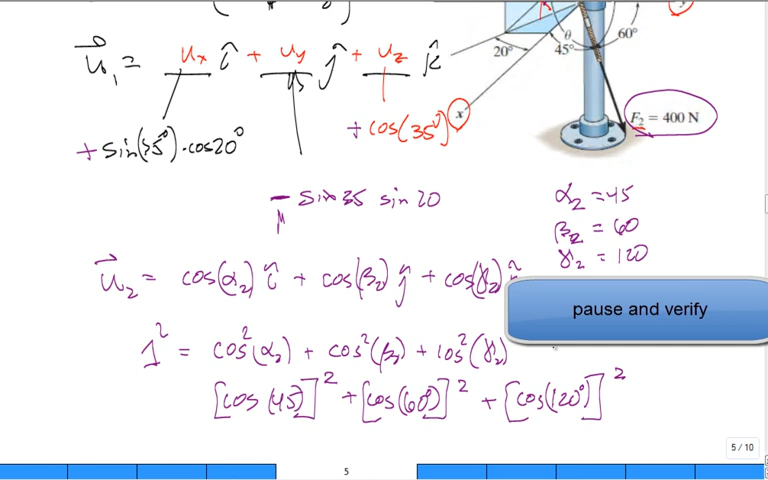 20°
θ
45°
60°
x
F₂ = 400 N
u⃗₁ = ux î + uy ĵ + uz k̂
+ sin(35°)·cos20°
+ cos(35°)
- sin 35 sin 20
α₂ = 45
β₂ = 60
γ₂ = 120
u⃗₂ = cos(α₂) î + cos(β₂) ĵ + cos(γ₂)
pause and verify
1² = cos²(α₂) + cos²(β₂) + cos²(γ₂)
[cos(45)]² + [cos(60°)]² + [cos(120°)]²
5 / 10
5